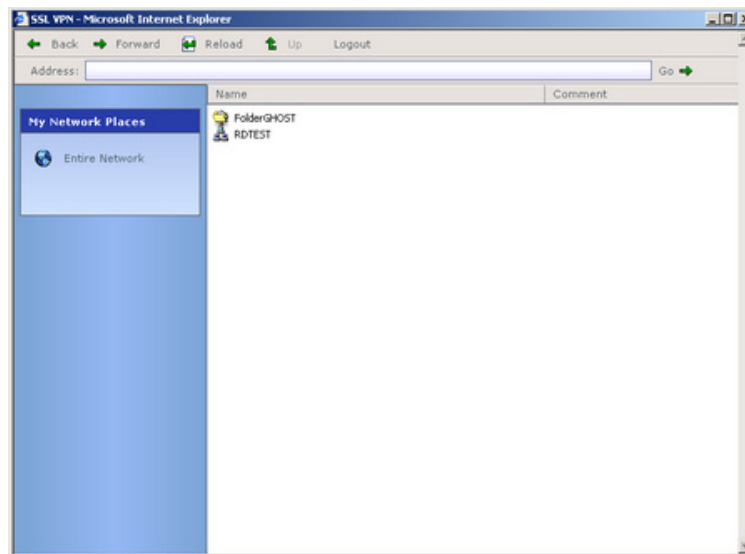 SSL VPN - Microsoft Internet Explorer
Back Forward Reload Up Logout
Address: Go
Name Comment
My Network Places
Entire Network
FolderGHOST
RDTEST